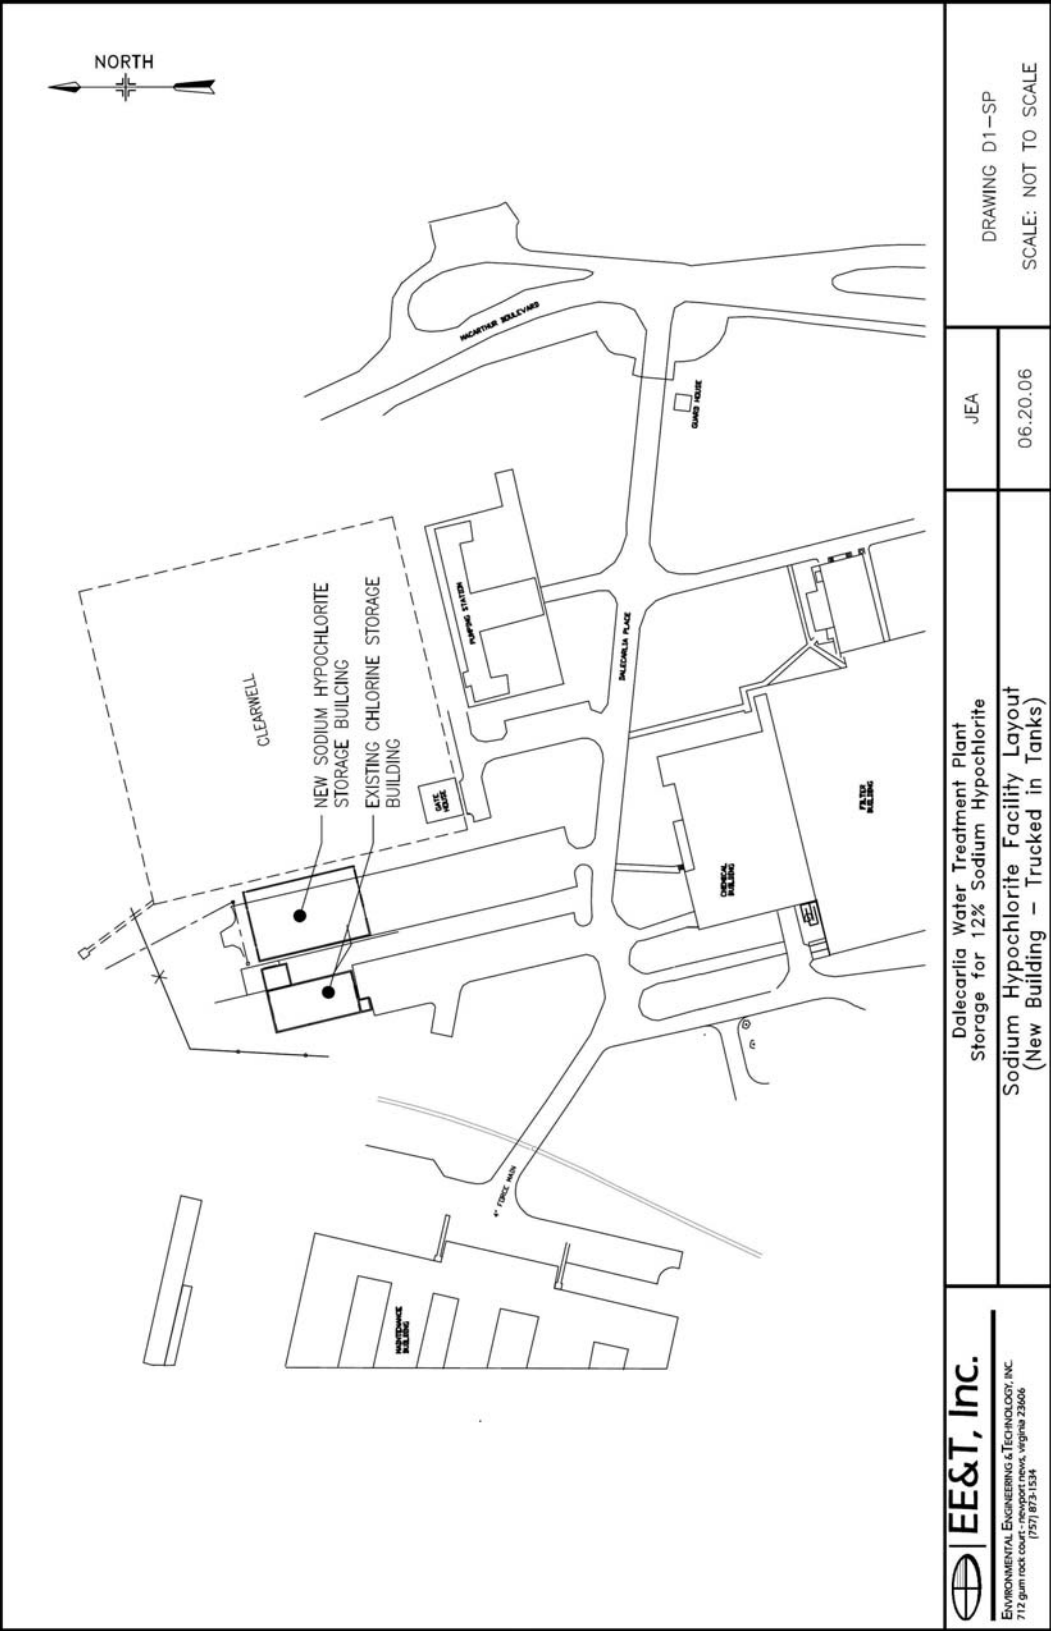 NORTH
MACARTHUR BOULEVARD
GUARD HOUSE
CLEARWELL
NEW SODIUM HYPOCHLORITE
STORAGE BUILCING
EXISTING CHLORINE STORAGE
BUILDING
PUMPING STATION
DALECARLIA PLACE
GATE
HOUSE
CHEMICAL
BUILDING
FILTER
BUILDING
4" FORCE MAIN
MAINTENANCE
BUILDING
EE&T, Inc.
ENVIRONMENTAL ENGINEERING & TECHNOLOGY, INC.
712 gum rock court - newport news, virginia 23606
(757) 873-1534
Dalecarlia Water Treatment Plant
Storage for 12% Sodium Hypochlorite
Sodium Hypochlorite Facility Layout
(New Building – Trucked in Tanks)
JEA
06.20.06
DRAWING D1–SP
SCALE: NOT TO SCALE